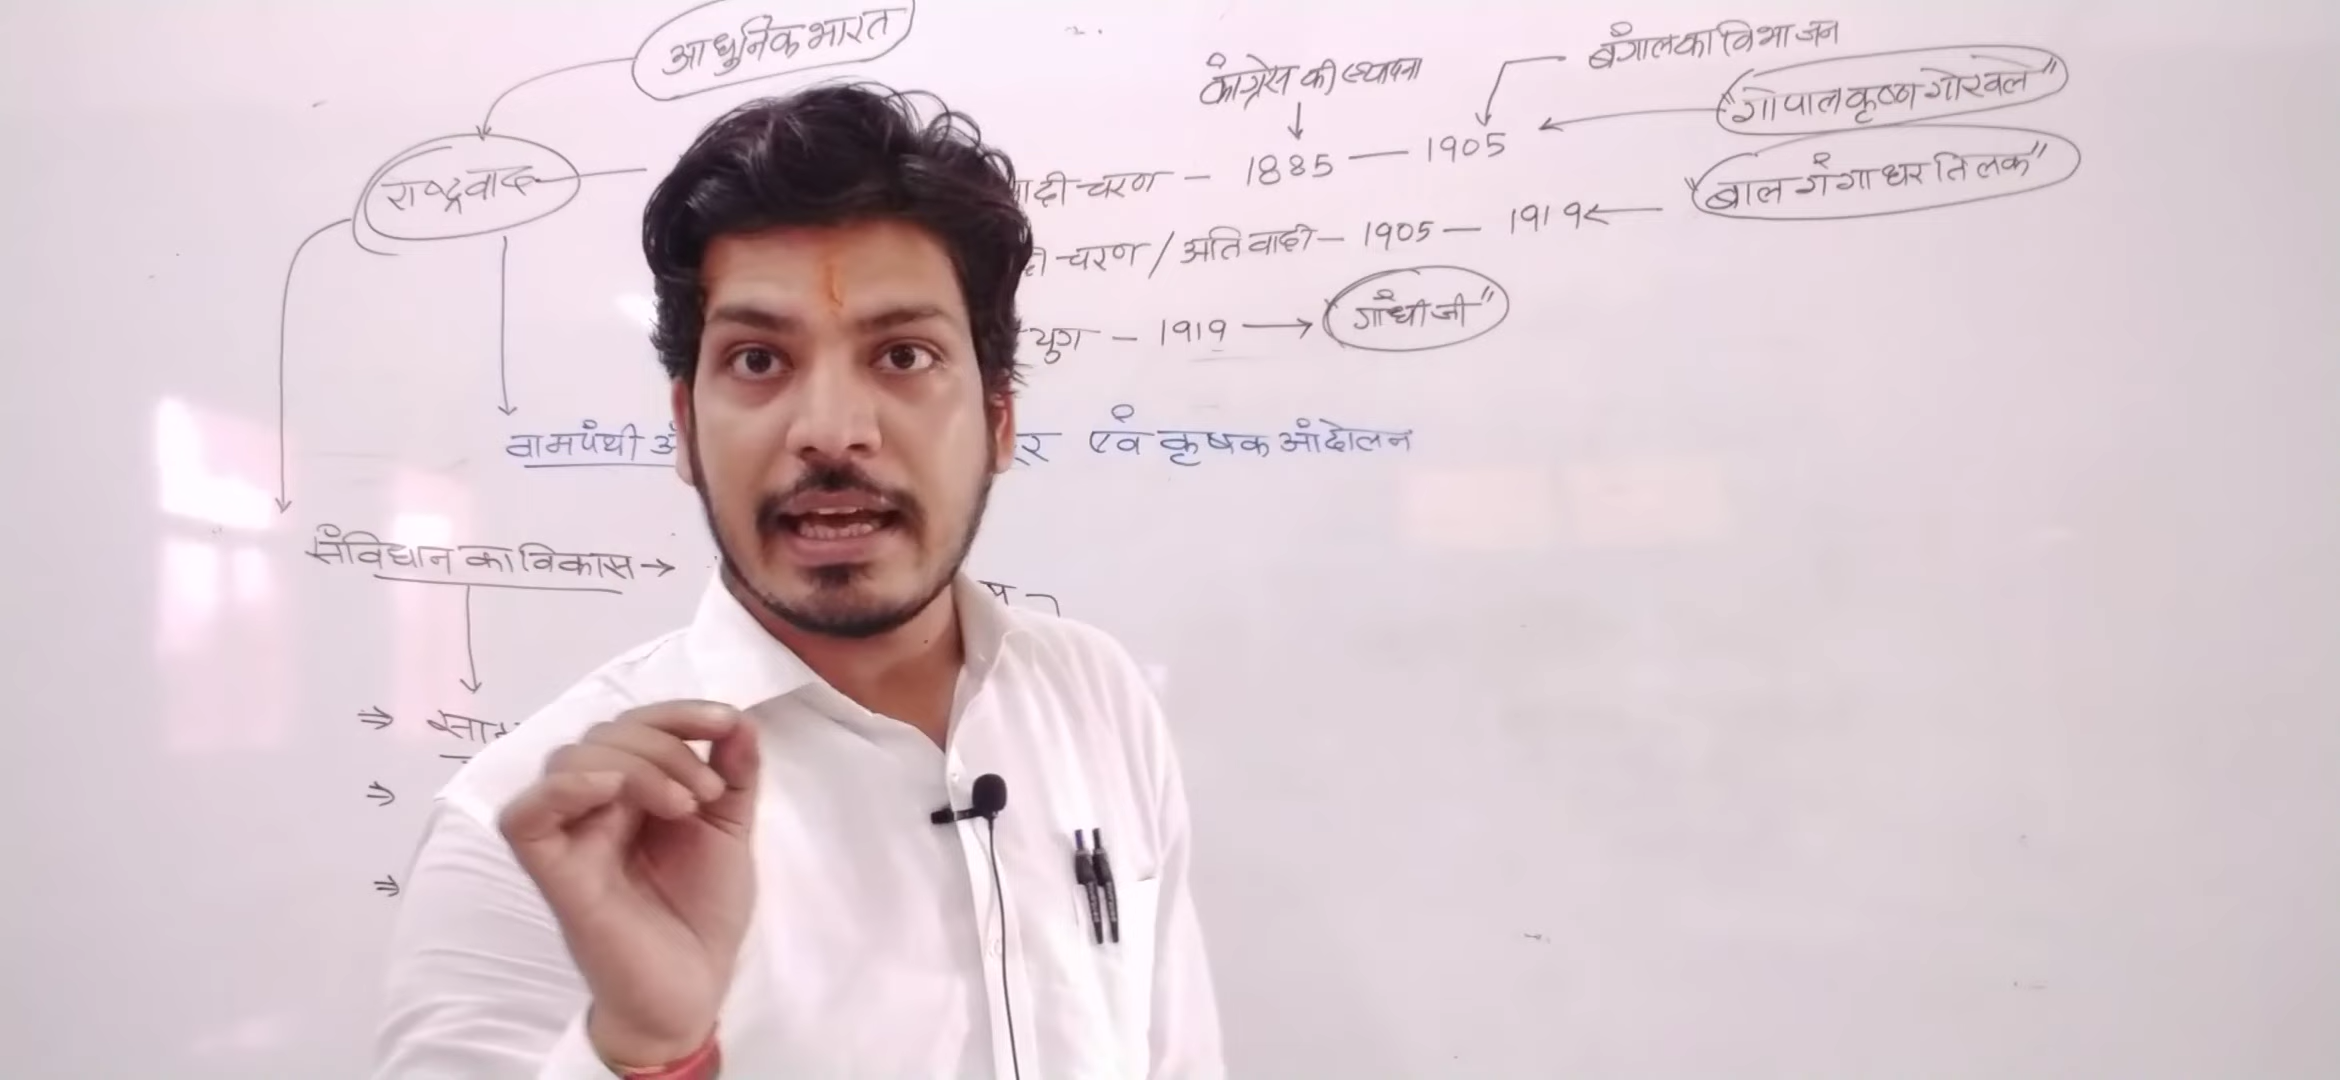 आधुनिक भारत
बंगाल का विभाजन
कांग्रेस की स्थापना
"गोपाल कृष्ण गोखले"
राष्ट्रवाद
ादी चरण - 1885 — 1905
"बाल गंगाधर तिलक"
ी चरण / अतिवादी - 1905 — 1919
युग - 1919 → "गाँधी जी"
वामपंथी
र एवं कृषक आंदोलन
संविधान का विकास →